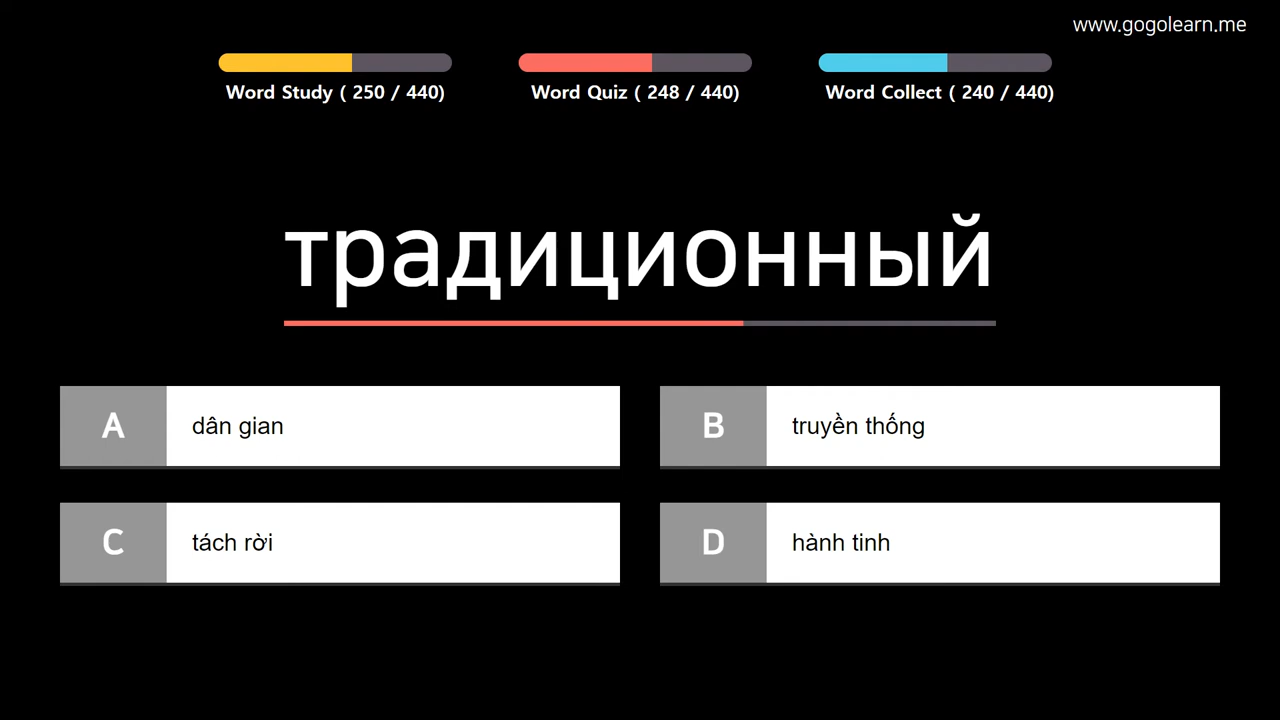 www.gogolearn.me
Word Study ( 250 / 440)
Word Quiz ( 248 / 440)
Word Collect ( 240 / 440)
традиционный
A dân gian
B truyền thống
C tách rời
D hành tinh